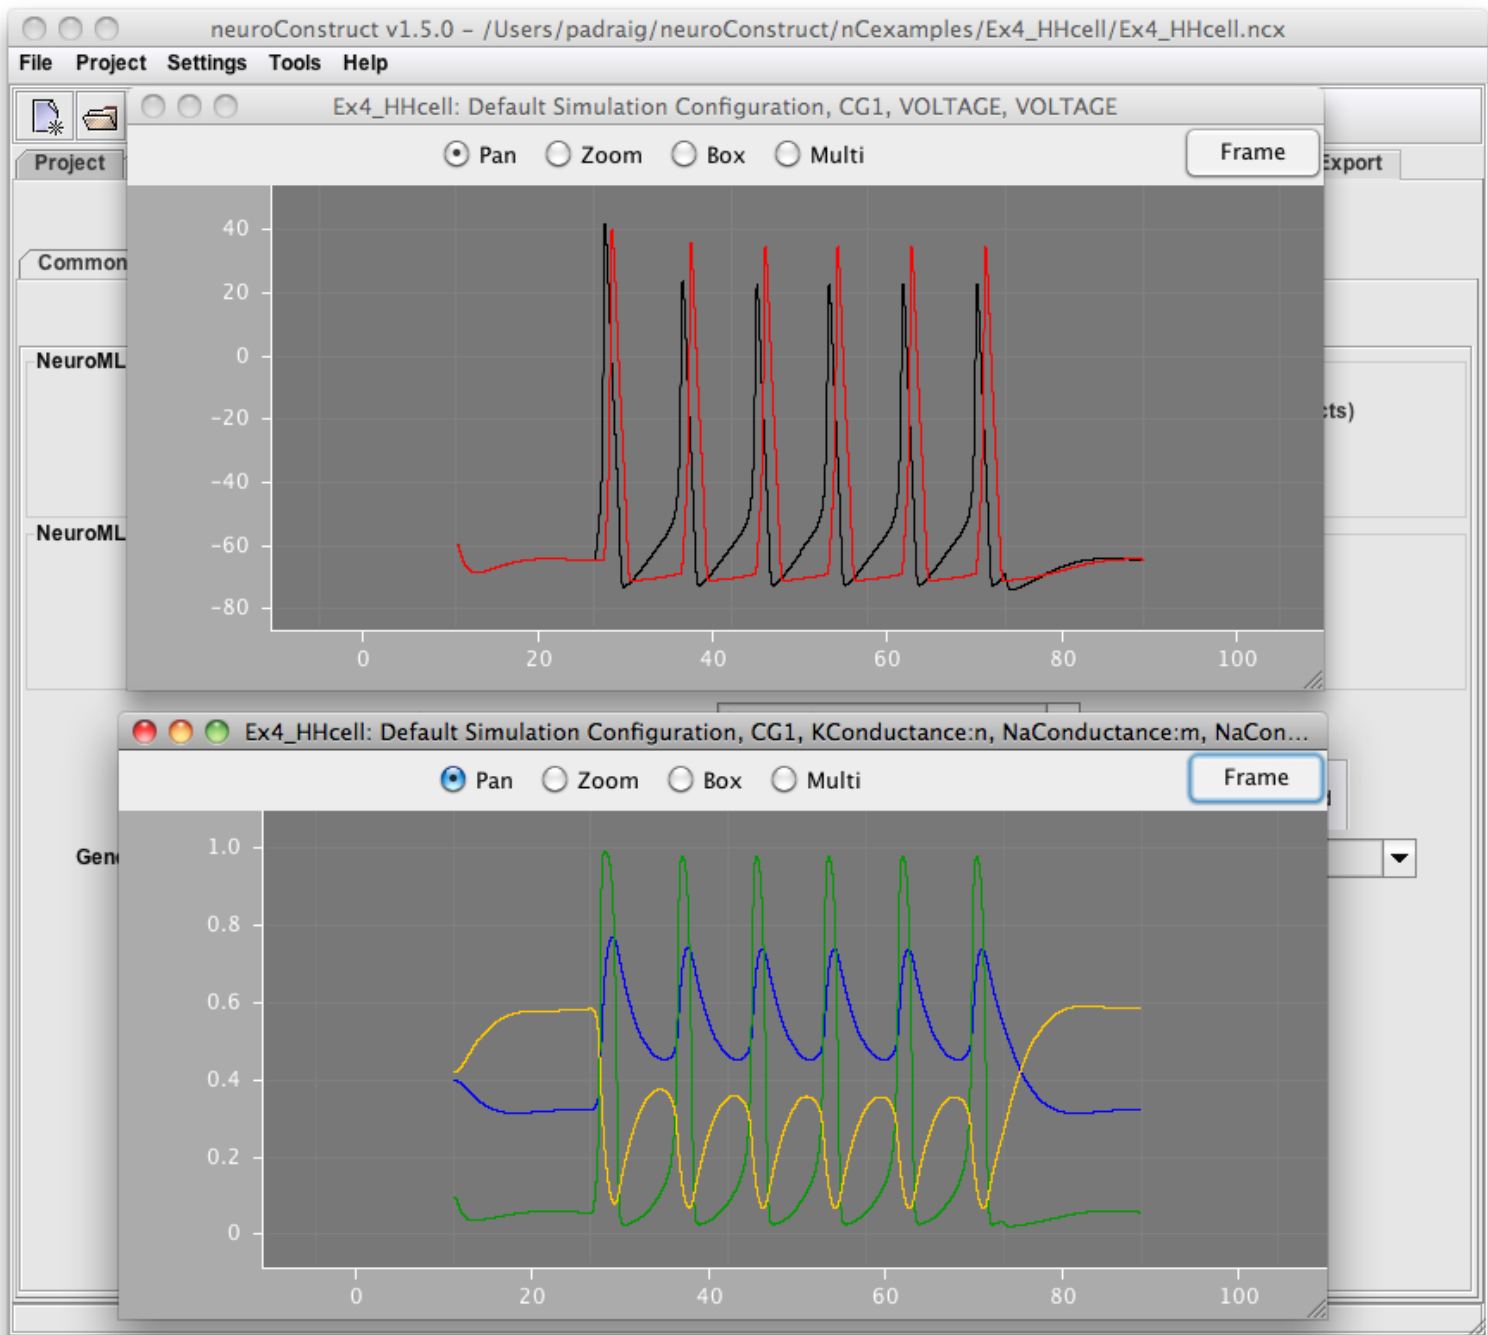 neuroConstruct v1.5.0 – /Users/padraig/neuroConstruct/nCexamples/Ex4_HHcell/Ex4_HHcell.ncx
File Project Settings Tools Help
Ex4_HHcell: Default Simulation Configuration, CG1, VOLTAGE, VOLTAGE
Pan Zoom Box Multi Frame
Project Export
Common
40
20
0
−20
−40
−60
−80
NeuroML
cts)
NeuroML
0 20 40 60 80 100
Ex4_HHcell: Default Simulation Configuration, CG1, KConductance:n, NaConductance:m, NaCon...
Pan Zoom Box Multi Frame
Gene
1.0
0.8
0.6
0.4
0.2
0
0 20 40 60 80 100